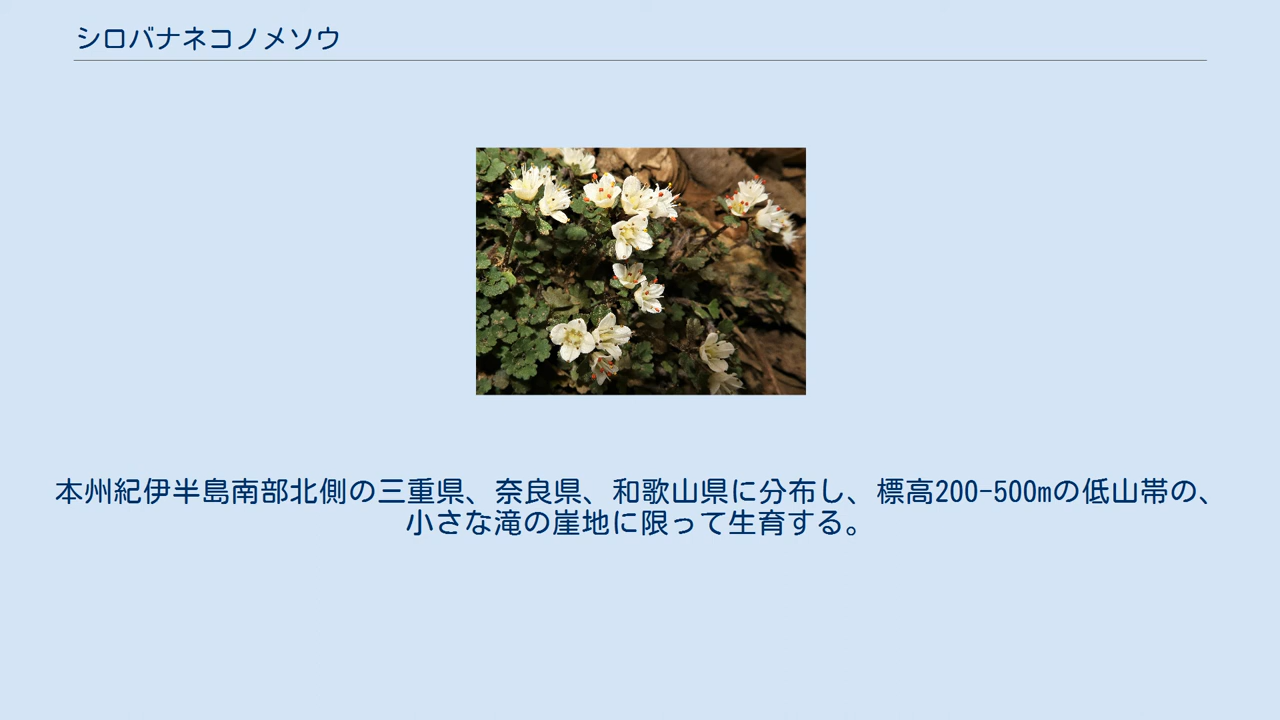 シロバナネコノメソウ
本州紀伊半島南部北側の三重県、奈良県、和歌山県に分布し、標高200-500mの低山帯の、
小さな滝の崖地に限って生育する。